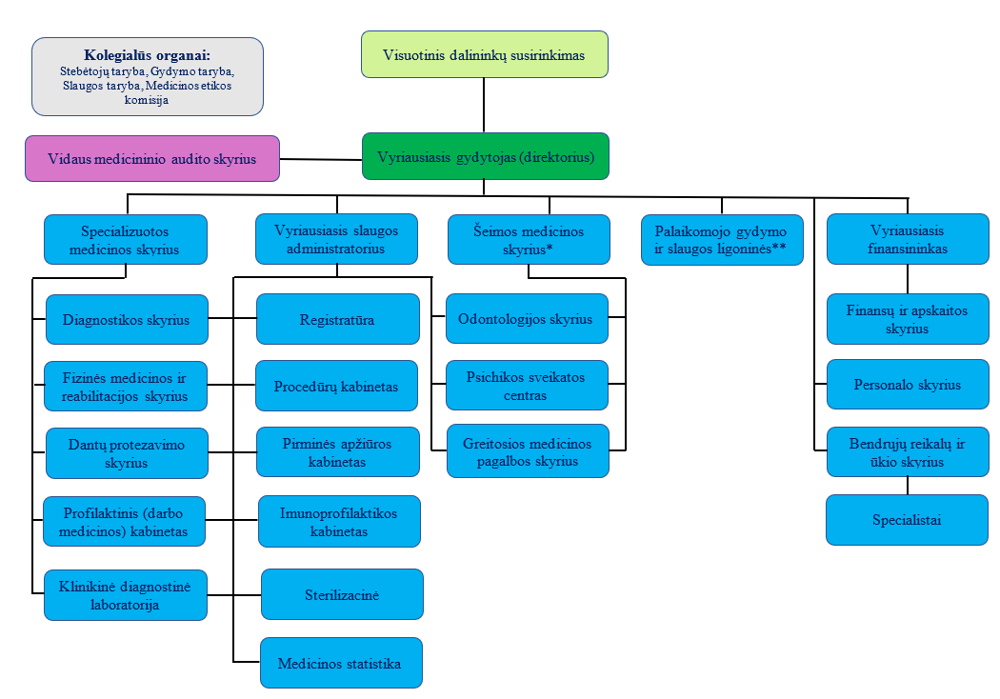 Kolegialūs organai:
Stebėtojų taryba, Gydymo taryba,
Slaugos taryba, Medicinos etikos
komisija
Visuotinis dalininkų susirinkimas
Vidaus medicininio audito skyrius
Vyriausiasis gydytojas (direktorius)
Specializuotos
medicinos skyrius
Vyriausiasis slaugos
administratorius
Šeimos medicinos
skyrius*
Palaikomojo gydymo
ir slaugos ligoninės**
Vyriausiasis
finansininkas
Diagnostikos skyrius
Registratūra
Odontologijos skyrius
Finansų ir apskaitos
skyrius
Fizinės medicinos ir
reabilitacijos skyrius
Procedūrų kabinetas
Psichikos sveikatos
centras
Personalo skyrius
Dantų protezavimo
skyrius
Pirminės apžiūros
kabinetas
Greitosios medicinos
pagalbos skyrius
Bendrųjų reikalų ir
ūkio skyrius
Profilaktinis (darbo
medicinos) kabinetas
Imunoprofilaktikos
kabinetas
Specialistai
Klinikinė diagnostinė
laboratorija
Sterilizacinė
Medicinos statistika